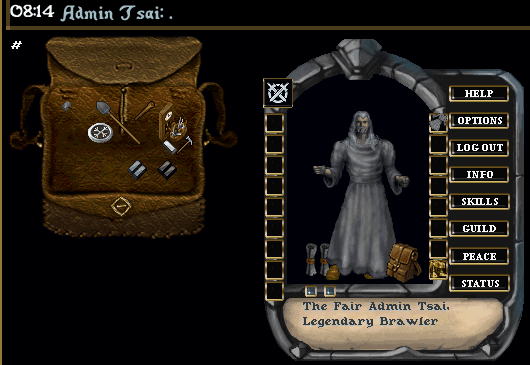 08:14 Admin Tsai: .
#
HELP
OPTIONS
LOG OUT
INFO
SKILLS
GUILD
PEACE
STATUS
The Fair Admin Tsai,
Legendary Brawler